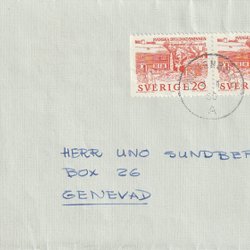 SVERIGE 20
SVERIGE
HERR UNO SUNDBER
BOX 26
GENEVAD